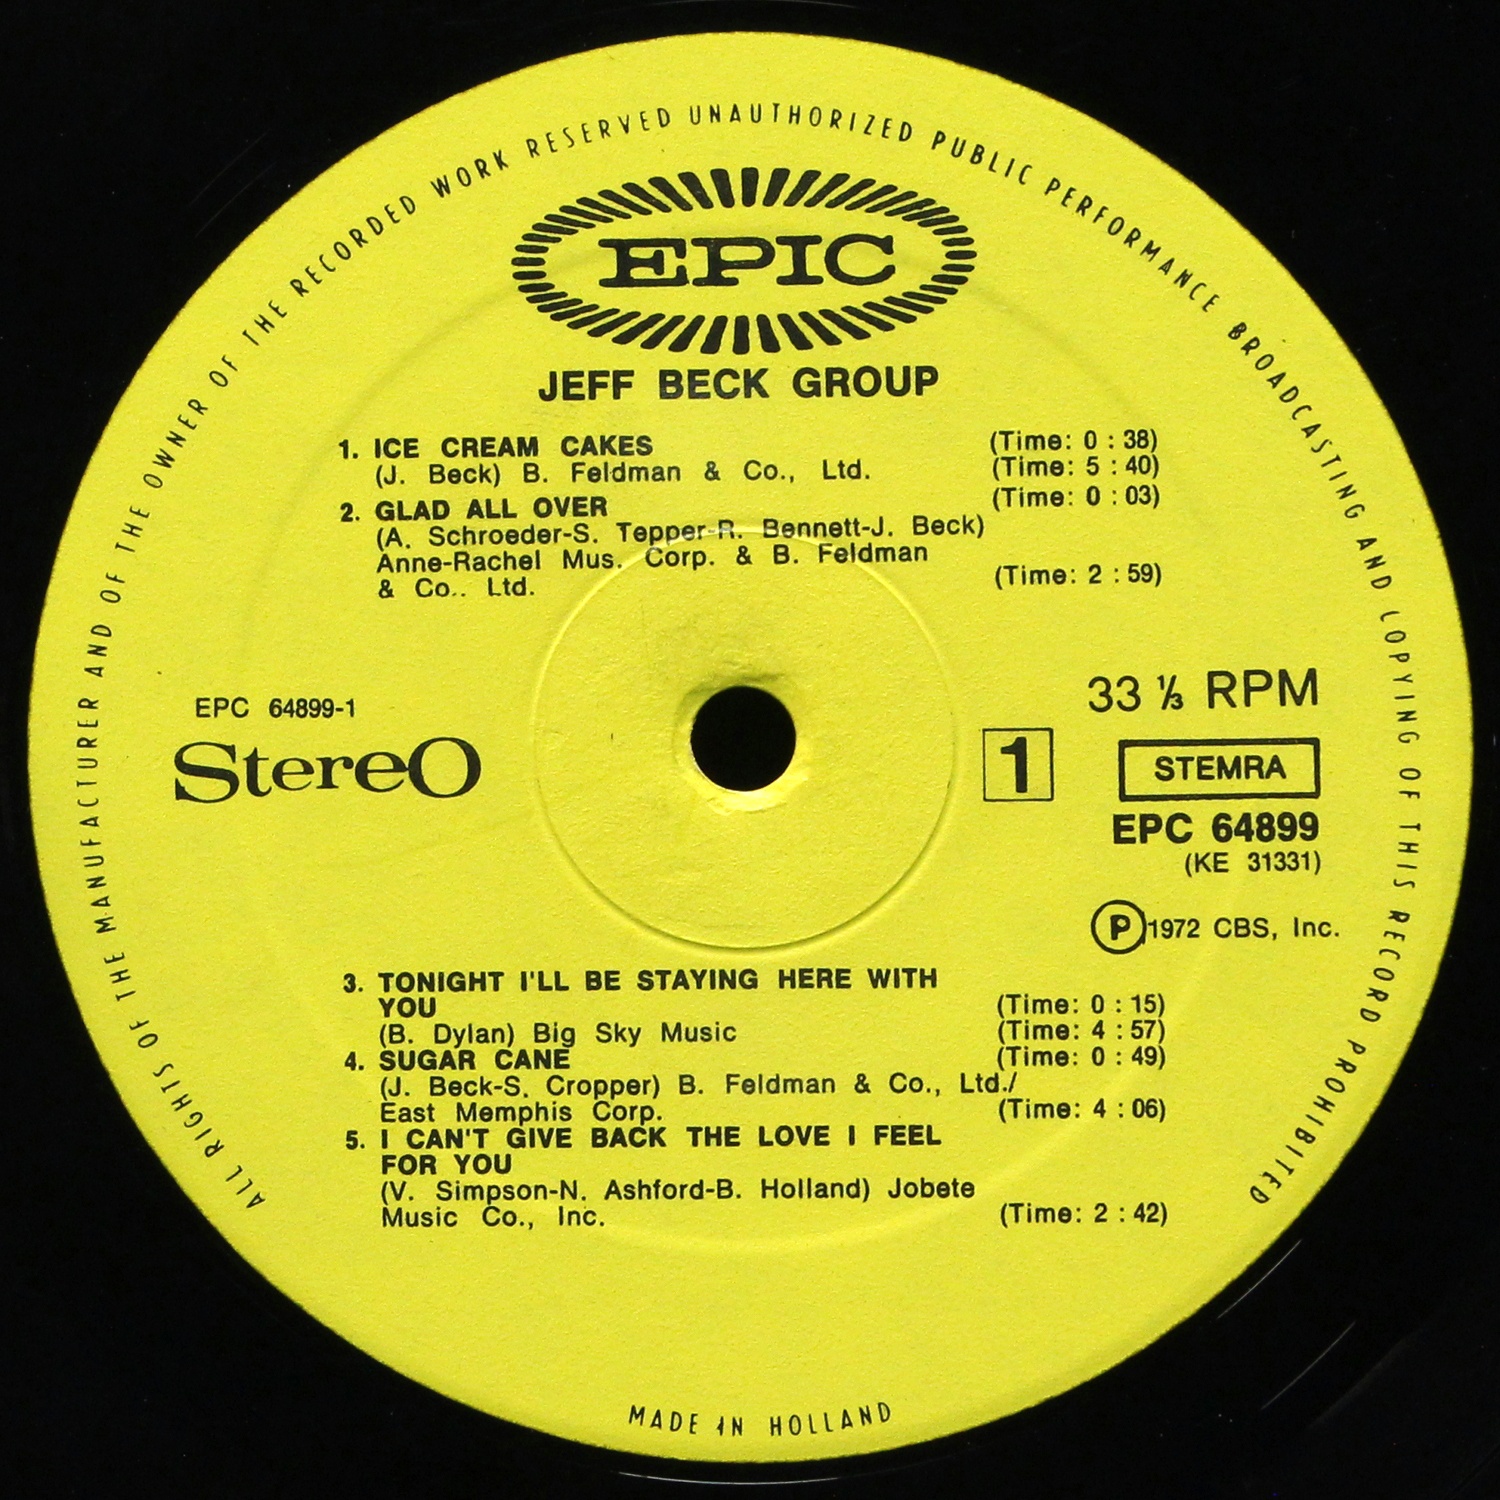 ALL RIGHTS OF THE MANUFACTURER AND OF THE OWNER OF THE RECORDED WORK RESERVED UNAUTHORIZED PUBLIC PERFORMANCE BROADCASTING AND COPYING OF THIS RECORD PROHIBITED
EPIC
JEFF BECK GROUP
1. ICE CREAM CAKES (Time: 0 : 38)
(J. Beck) B. Feldman & Co., Ltd. (Time: 5 : 40)
(Time: 0 : 03)
2. GLAD ALL OVER
(A. Schroeder-S. Tepper-R. Bennett-J. Beck)
Anne-Rachel Mus. Corp. & B. Feldman
& Co.. Ltd. (Time: 2 : 59)
33 ⅓ RPM
EPC 64899-1
Stereo
1
STEMRA
EPC 64899
(KE 31331)
Ⓟ1972 CBS, Inc.
3. TONIGHT I'LL BE STAYING HERE WITH
YOU (Time: 0 : 15)
(B. Dylan) Big Sky Music (Time: 4 : 57)
4. SUGAR CANE (Time: 0 : 49)
(J. Beck-S. Cropper) B. Feldman & Co., Ltd./
East Memphis Corp. (Time: 4 : 06)
5. I CAN'T GIVE BACK THE LOVE I FEEL
FOR YOU
(V. Simpson-N. Ashford-B. Holland) Jobete
Music Co., Inc. (Time: 2 : 42)
MADE IN HOLLAND